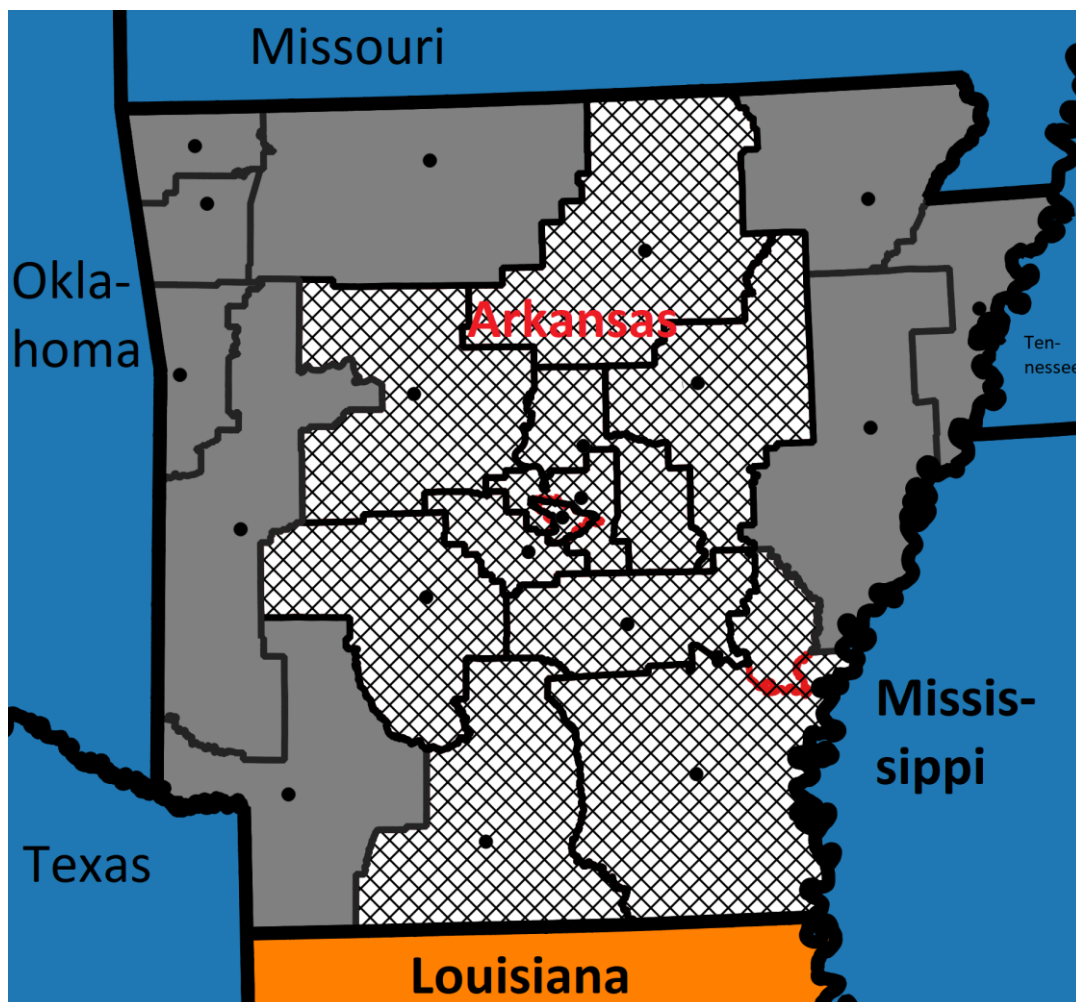 Missouri
Okla-
homa
Arkansas
Ten-
nessee
Missis-
sippi
Texas
Louisiana